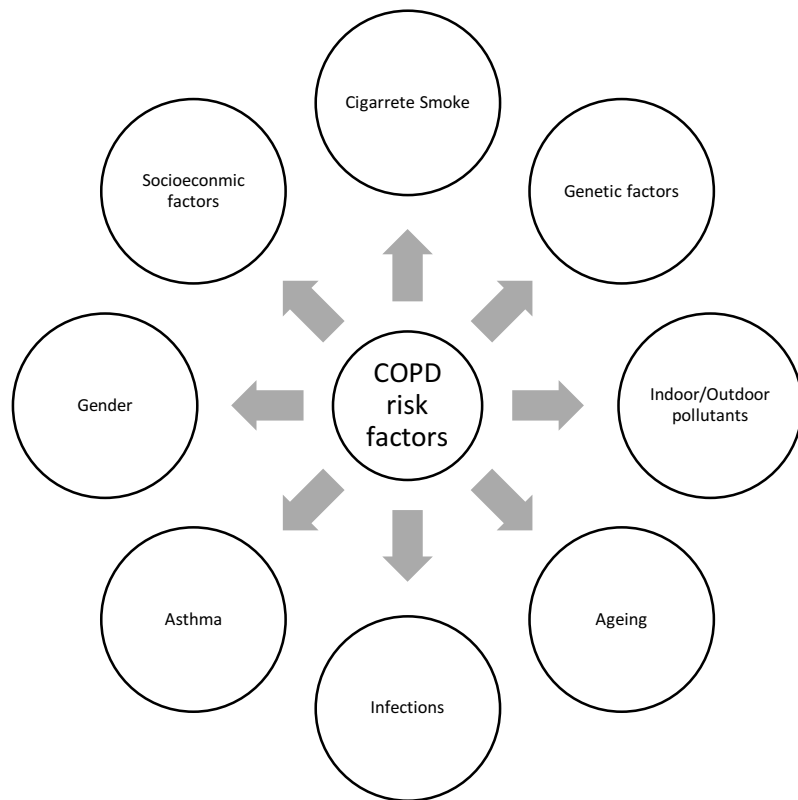 Cigarrete Smoke
Genetic factors
Indoor/Outdoor
pollutants
Ageing
Infections
Asthma
Gender
Socioeconmic
factors
COPD
risk
factors